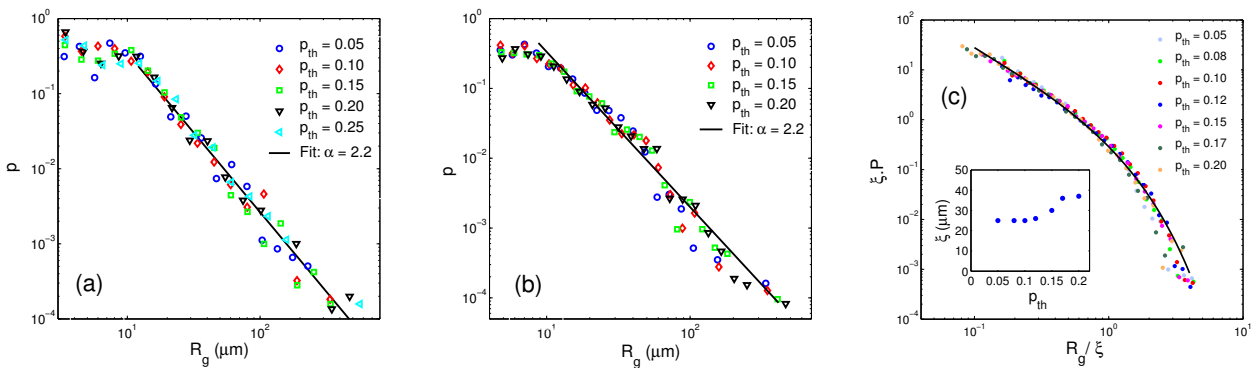 10^0
10^-1
10^-2
10^-3
10^-4
p
10^1
10^2
R_g (μm)
p_th = 0.05
p_th = 0.10
p_th = 0.15
p_th = 0.20
p_th = 0.25
Fit: α = 2.2
(a)
10^0
10^-1
10^-2
10^-3
10^-4
p
10^1
10^2
R_g (μm)
p_th = 0.05
p_th = 0.10
p_th = 0.15
p_th = 0.20
Fit: α = 2.2
(b)
10^2
10^1
10^0
10^-1
10^-2
10^-3
10^-4
ξ.P
10^-1
10^0
10^1
R_g/ ξ
(c)
p_th = 0.05
p_th = 0.08
p_th = 0.10
p_th = 0.12
p_th = 0.15
p_th = 0.17
p_th = 0.20
50
40
30
20
10
0
ξ (μm)
0
0.05
0.1
0.15
0.2
p_th